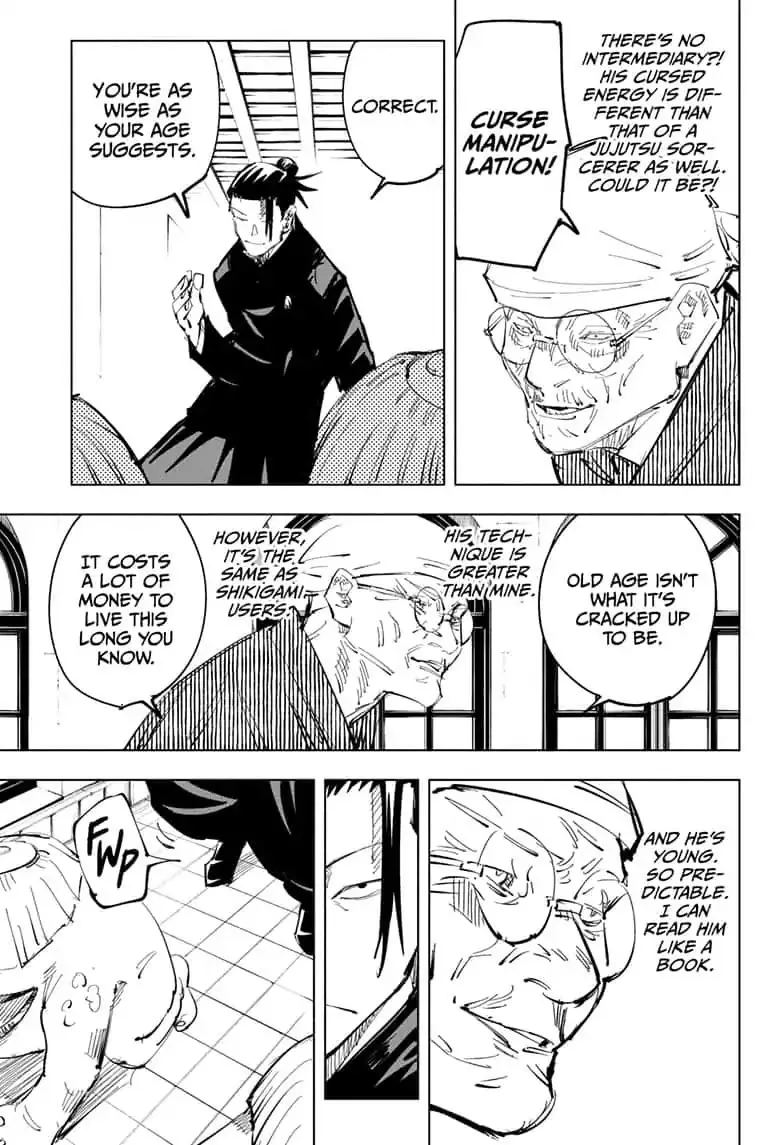 THERE'S NO
INTERMEDIARY?!
HIS CURSED
ENERGY IS DIF-
FERENT THAN
THAT OF A
JUJUTSU SOR-
CERER AS WELL.
COULD IT BE?!
CURSE
MANIPU-
LATION!
CORRECT.
YOU'RE AS
WISE AS
YOUR AGE
SUGGESTS.
OLD AGE ISN'T
WHAT IT'S
CRACKED UP
TO BE.
HIS TECH-
NIQUE IS
GREATER
THAN MINE.
HOWEVER,
IT'S THE
SAME AS
SHIKIGAMI
USERS.
IT COSTS
A LOT OF
MONEY TO
LIVE THIS
LONG YOU
KNOW.
AND HE'S
YOUNG.
SO PRE-
DICTABLE.
I CAN
READ HIM
LIKE A
BOOK.
FWP